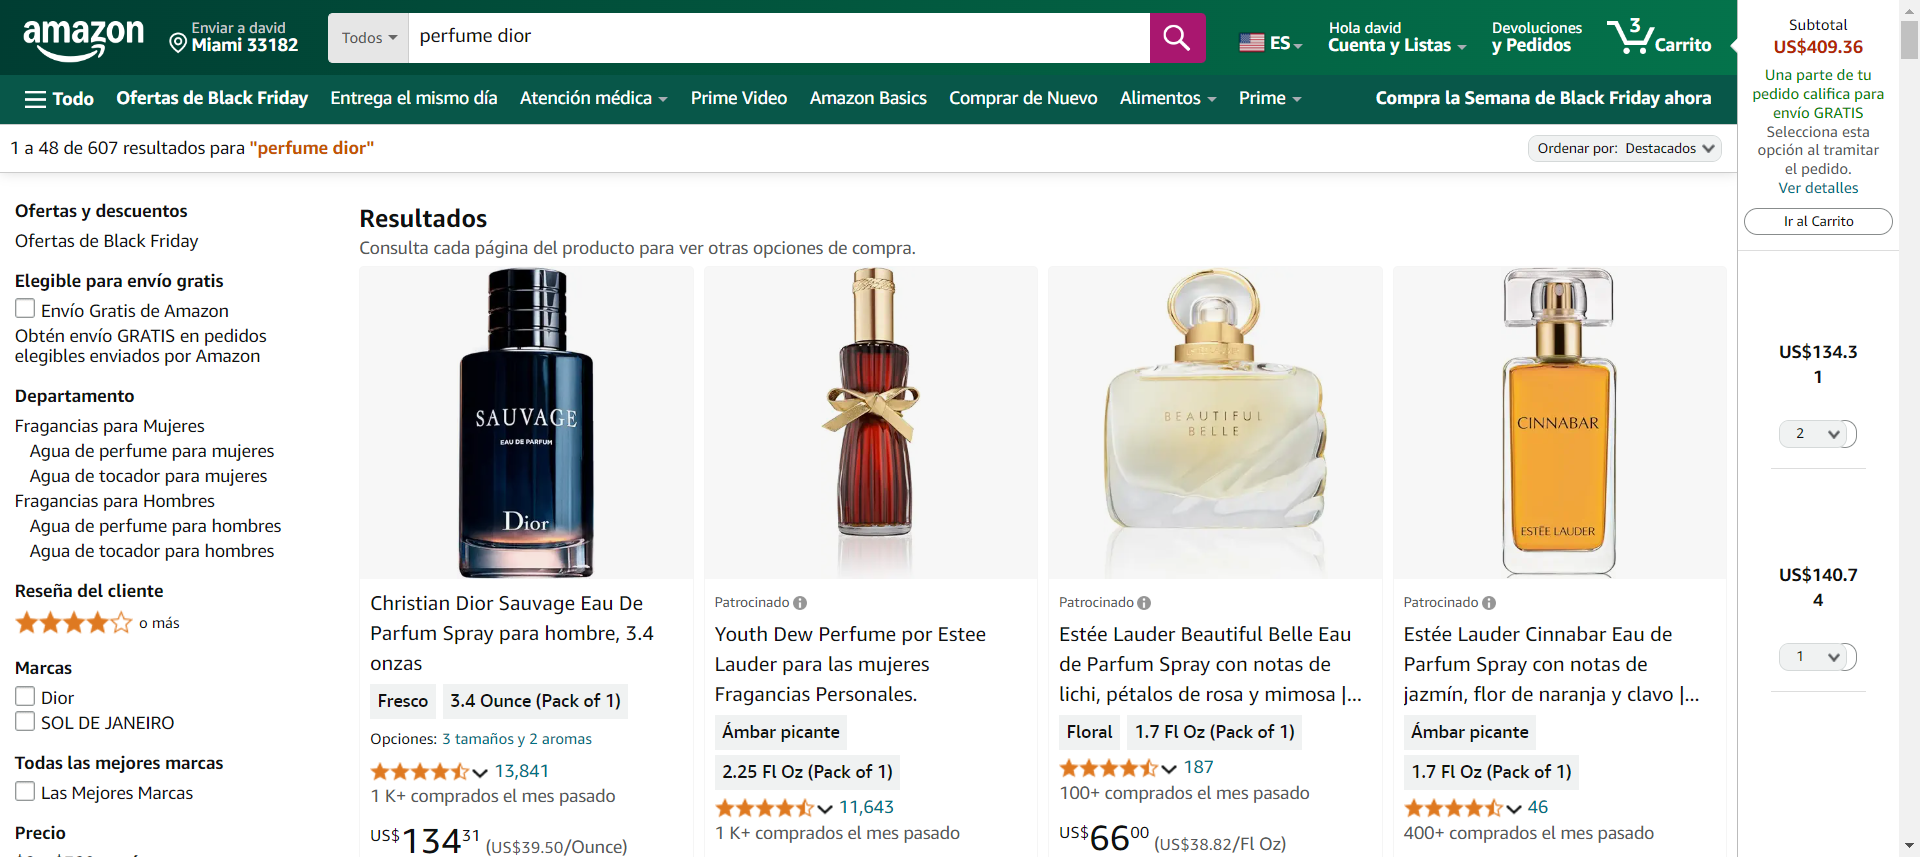 amazon
Enviar a david
Miami 33182
Todos
perfume dior
ES
Hola david
Cuenta y Listas
Devoluciones
y Pedidos
3
Carrito
Todo
Ofertas de Black Friday
Entrega el mismo día
Atención médica
Prime Video
Amazon Basics
Comprar de Nuevo
Alimentos
Prime
Compra la Semana de Black Friday ahora
1 a 48 de 607 resultados para "perfume dior"
Ordenar por: Destacados
Ofertas y descuentos
Ofertas de Black Friday
Elegible para envío gratis
Envío Gratis de Amazon
Obtén envío GRATIS en pedidos
elegibles enviados por Amazon
Departamento
Fragancias para Mujeres
Agua de perfume para mujeres
Agua de tocador para mujeres
Fragancias para Hombres
Agua de perfume para hombres
Agua de tocador para hombres
Reseña del cliente
o más
Marcas
Dior
SOL DE JANEIRO
Todas las mejores marcas
Las Mejores Marcas
Precio
Resultados
Consulta cada página del producto para ver otras opciones de compra.
SAUVAGE
EAU DE PARFUM
Dior
Christian Dior Sauvage Eau De
Parfum Spray para hombre, 3.4
onzas
Fresco
3.4 Ounce (Pack of 1)
Opciones: 3 tamaños y 2 aromas
13,841
1 K+ comprados el mes pasado
US$134.31 (US$39.50/Ounce)
Patrocinado
Youth Dew Perfume por Estee
Lauder para las mujeres
Fragancias Personales.
Ámbar picante
2.25 Fl Oz (Pack of 1)
11,643
1 K+ comprados el mes pasado
BEAUTIFUL
BELLE
Patrocinado
Estée Lauder Beautiful Belle Eau
de Parfum Spray con notas de
lichi, pétalos de rosa y mimosa |...
Floral
1.7 Fl Oz (Pack of 1)
187
100+ comprados el mes pasado
US$66.00 (US$38.82/Fl Oz)
CINNABAR
ESTĒE LAUDER
Patrocinado
Estée Lauder Cinnabar Eau de
Parfum Spray con notas de
jazmín, flor de naranja y clavo |...
Ámbar picante
1.7 Fl Oz (Pack of 1)
46
400+ comprados el mes pasado
Subtotal
US$409.36
Una parte de tu
pedido califica para
envío GRATIS
Selecciona esta
opción al tramitar
el pedido.
Ver detalles
Ir al Carrito
US$134.3
1
2
US$140.7
4
1